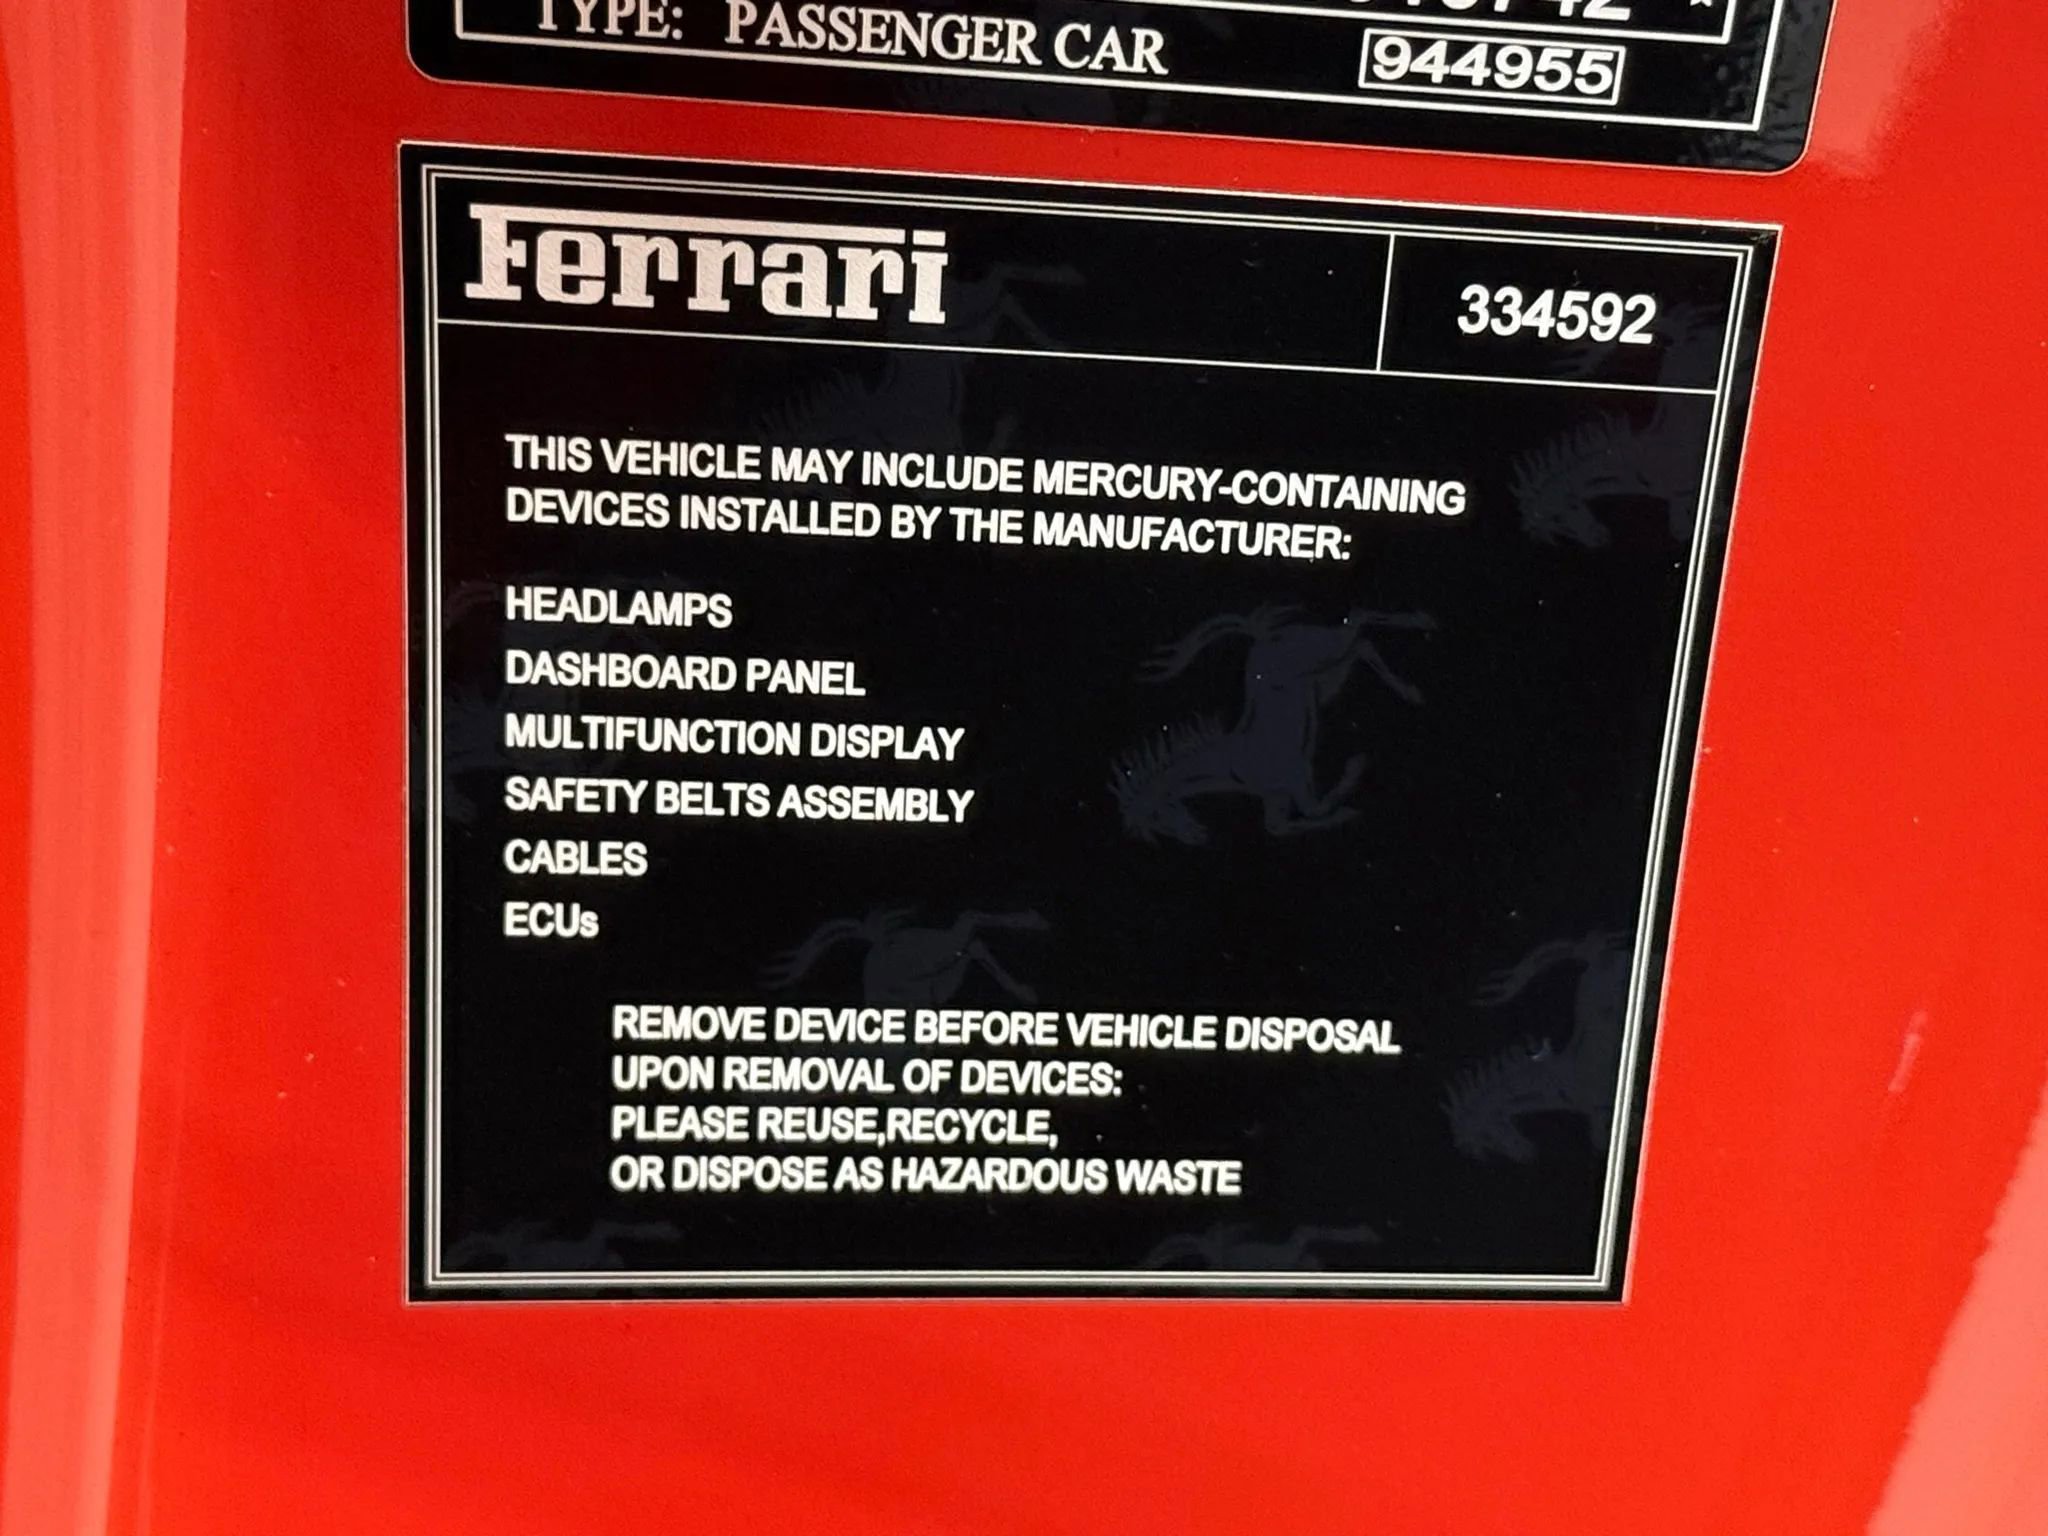 TYPE: PASSENGER CAR 944955
Ferrari 334592
THIS VEHICLE MAY INCLUDE MERCURY-CONTAINING
DEVICES INSTALLED BY THE MANUFACTURER:
HEADLAMPS
DASHBOARD PANEL
MULTIFUNCTION DISPLAY
SAFETY BELTS ASSEMBLY
CABLES
ECUs
REMOVE DEVICE BEFORE VEHICLE DISPOSAL
UPON REMOVAL OF DEVICES:
PLEASE REUSE,RECYCLE,
OR DISPOSE AS HAZARDOUS WASTE